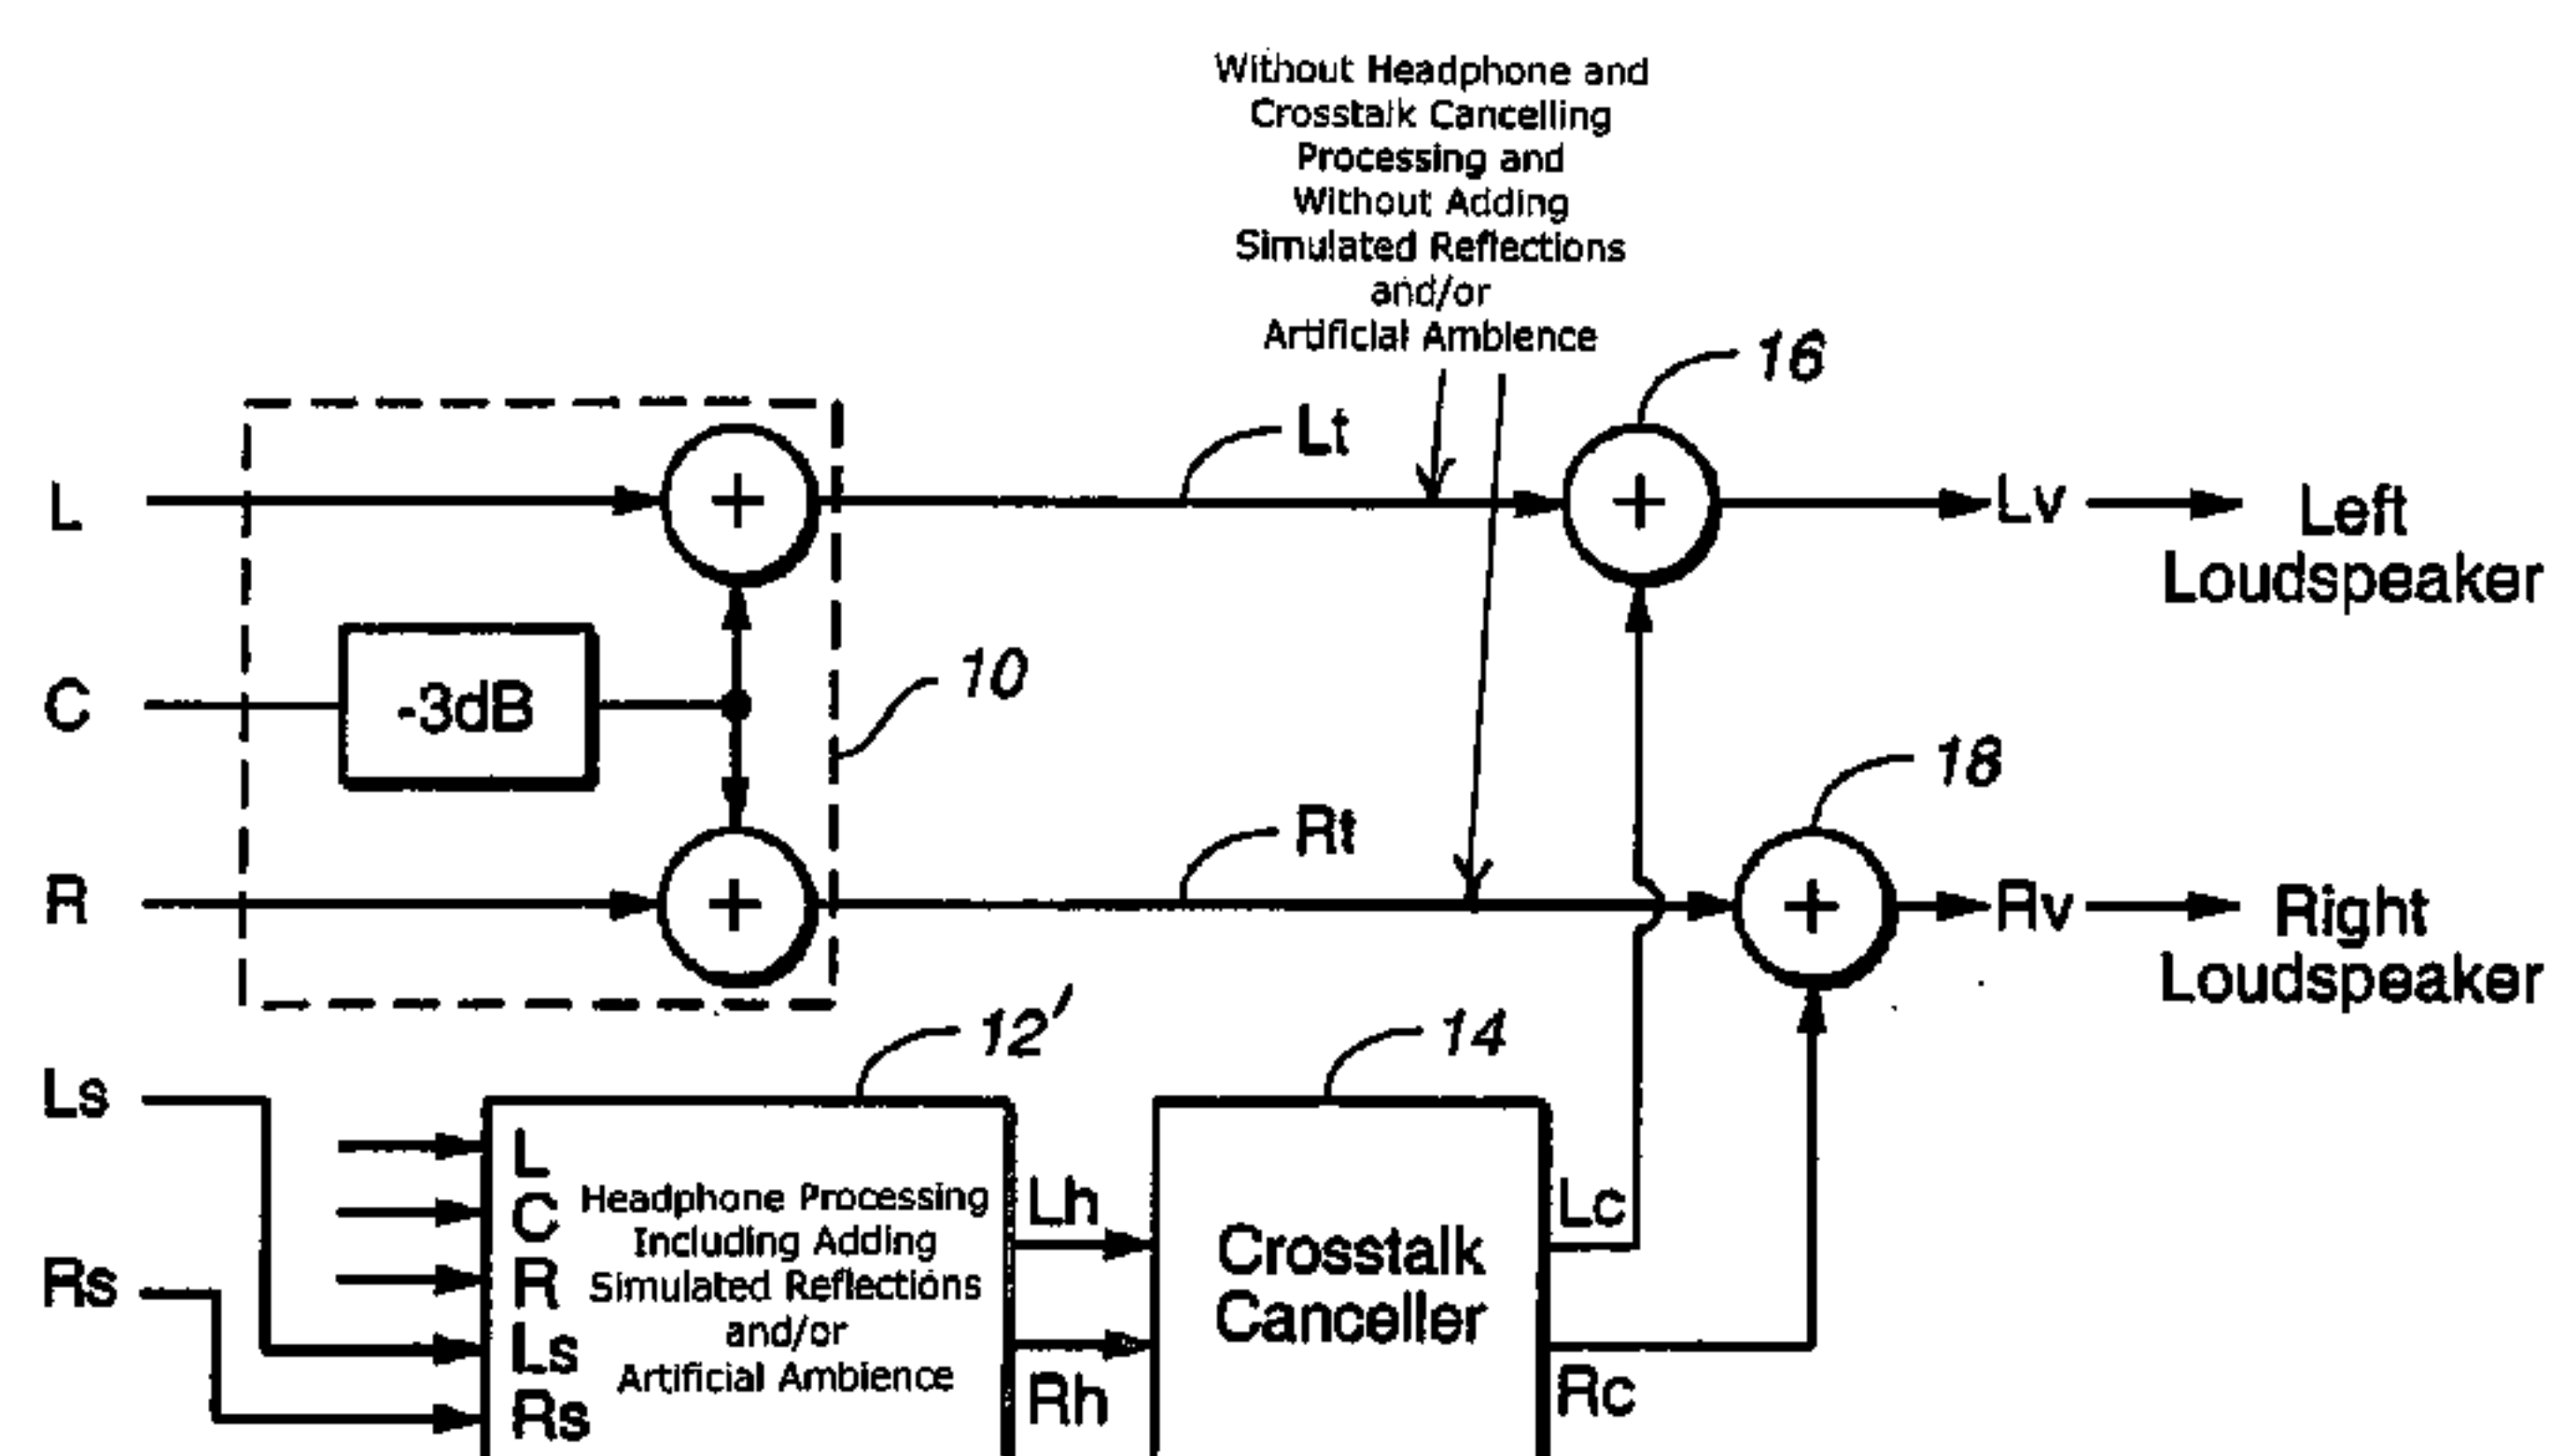 Without Headphone and
Crosstalk Cancelling
Processing and
Without Adding
Simulated Reflections
and/or
Artificial Ambience
16
Lt
L
+
+
Lv
Left
Loudspeaker
10
C
-3dB
18
Rt
R
+
+
Rv
Right
Loudspeaker
12'
14
Ls
L
C
R
Ls
Rs
Rs
Headphone Processing
Including Adding
Simulated Reflections
and/or
Artificial Ambience
Lh
Rh
Crosstalk
Canceller
Lc
Rc